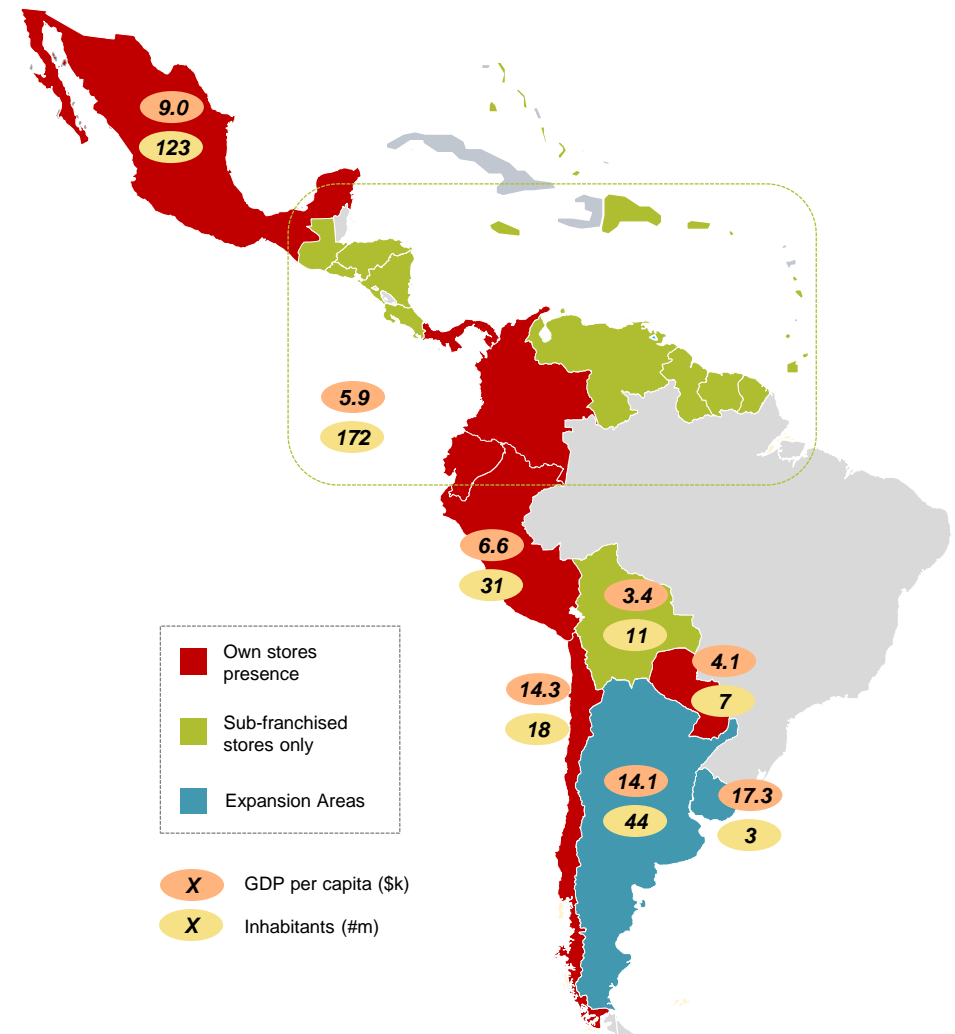 9.0
123
5.9
172
6.6
31
3.4
11
4.1
7
14.3
18
14.1
44
17.3
3
Own stores
presence
Sub-franchised
stores only
Expansion Areas
X GDP per capita ($k)
X Inhabitants (#m)